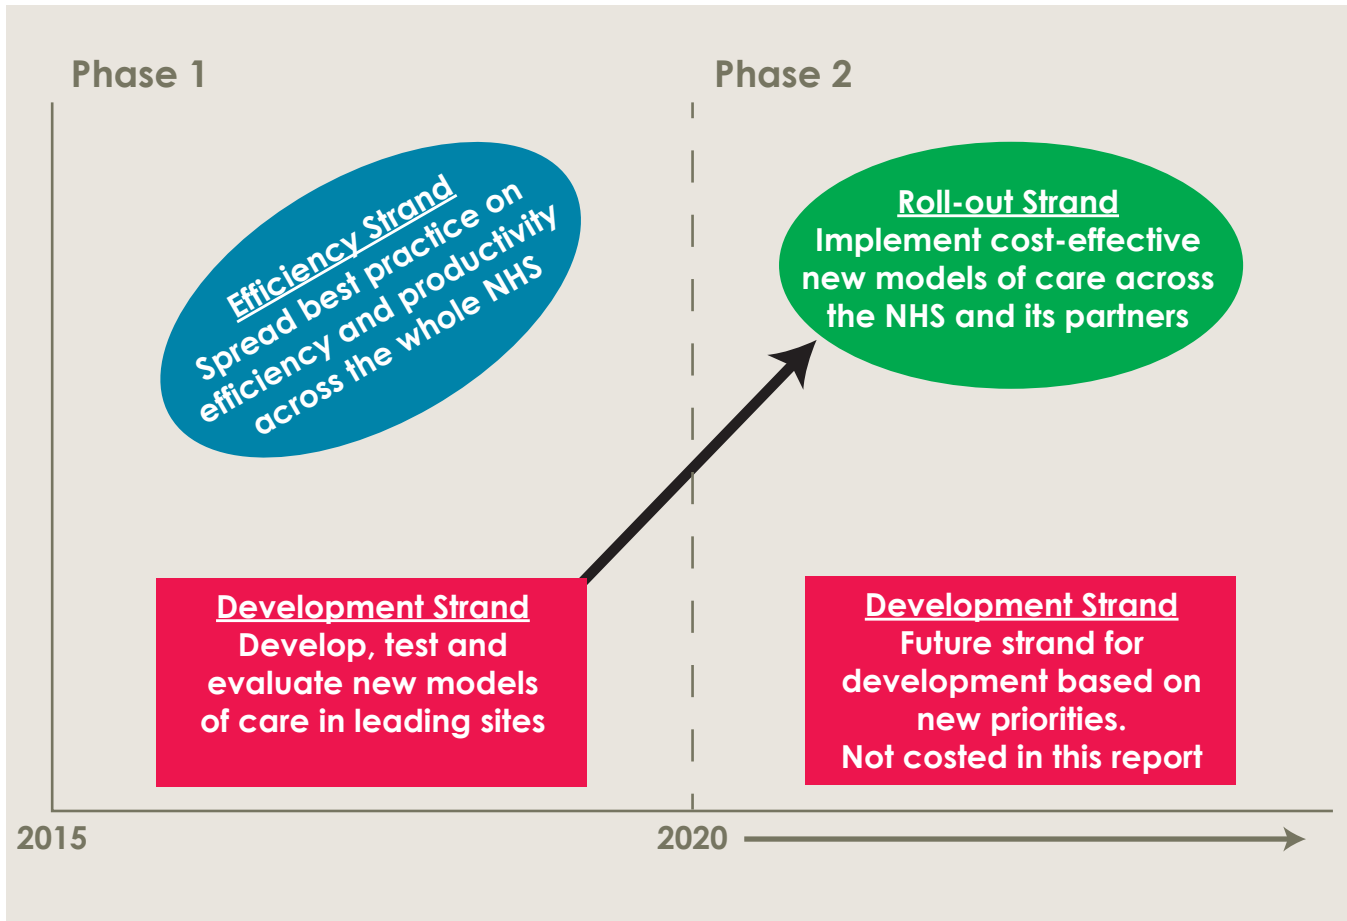 Phase 1
Phase 2
Efficiency Strand
Spread best practice on
efficiency and productivity
across the whole NHS
Roll-out Strand
Implement cost-effective
new models of care across
the NHS and its partners
Development Strand
Develop, test and
evaluate new models
of care in leading sites
Development Strand
Future strand for
development based on
new priorities.
Not costed in this report
2015
2020